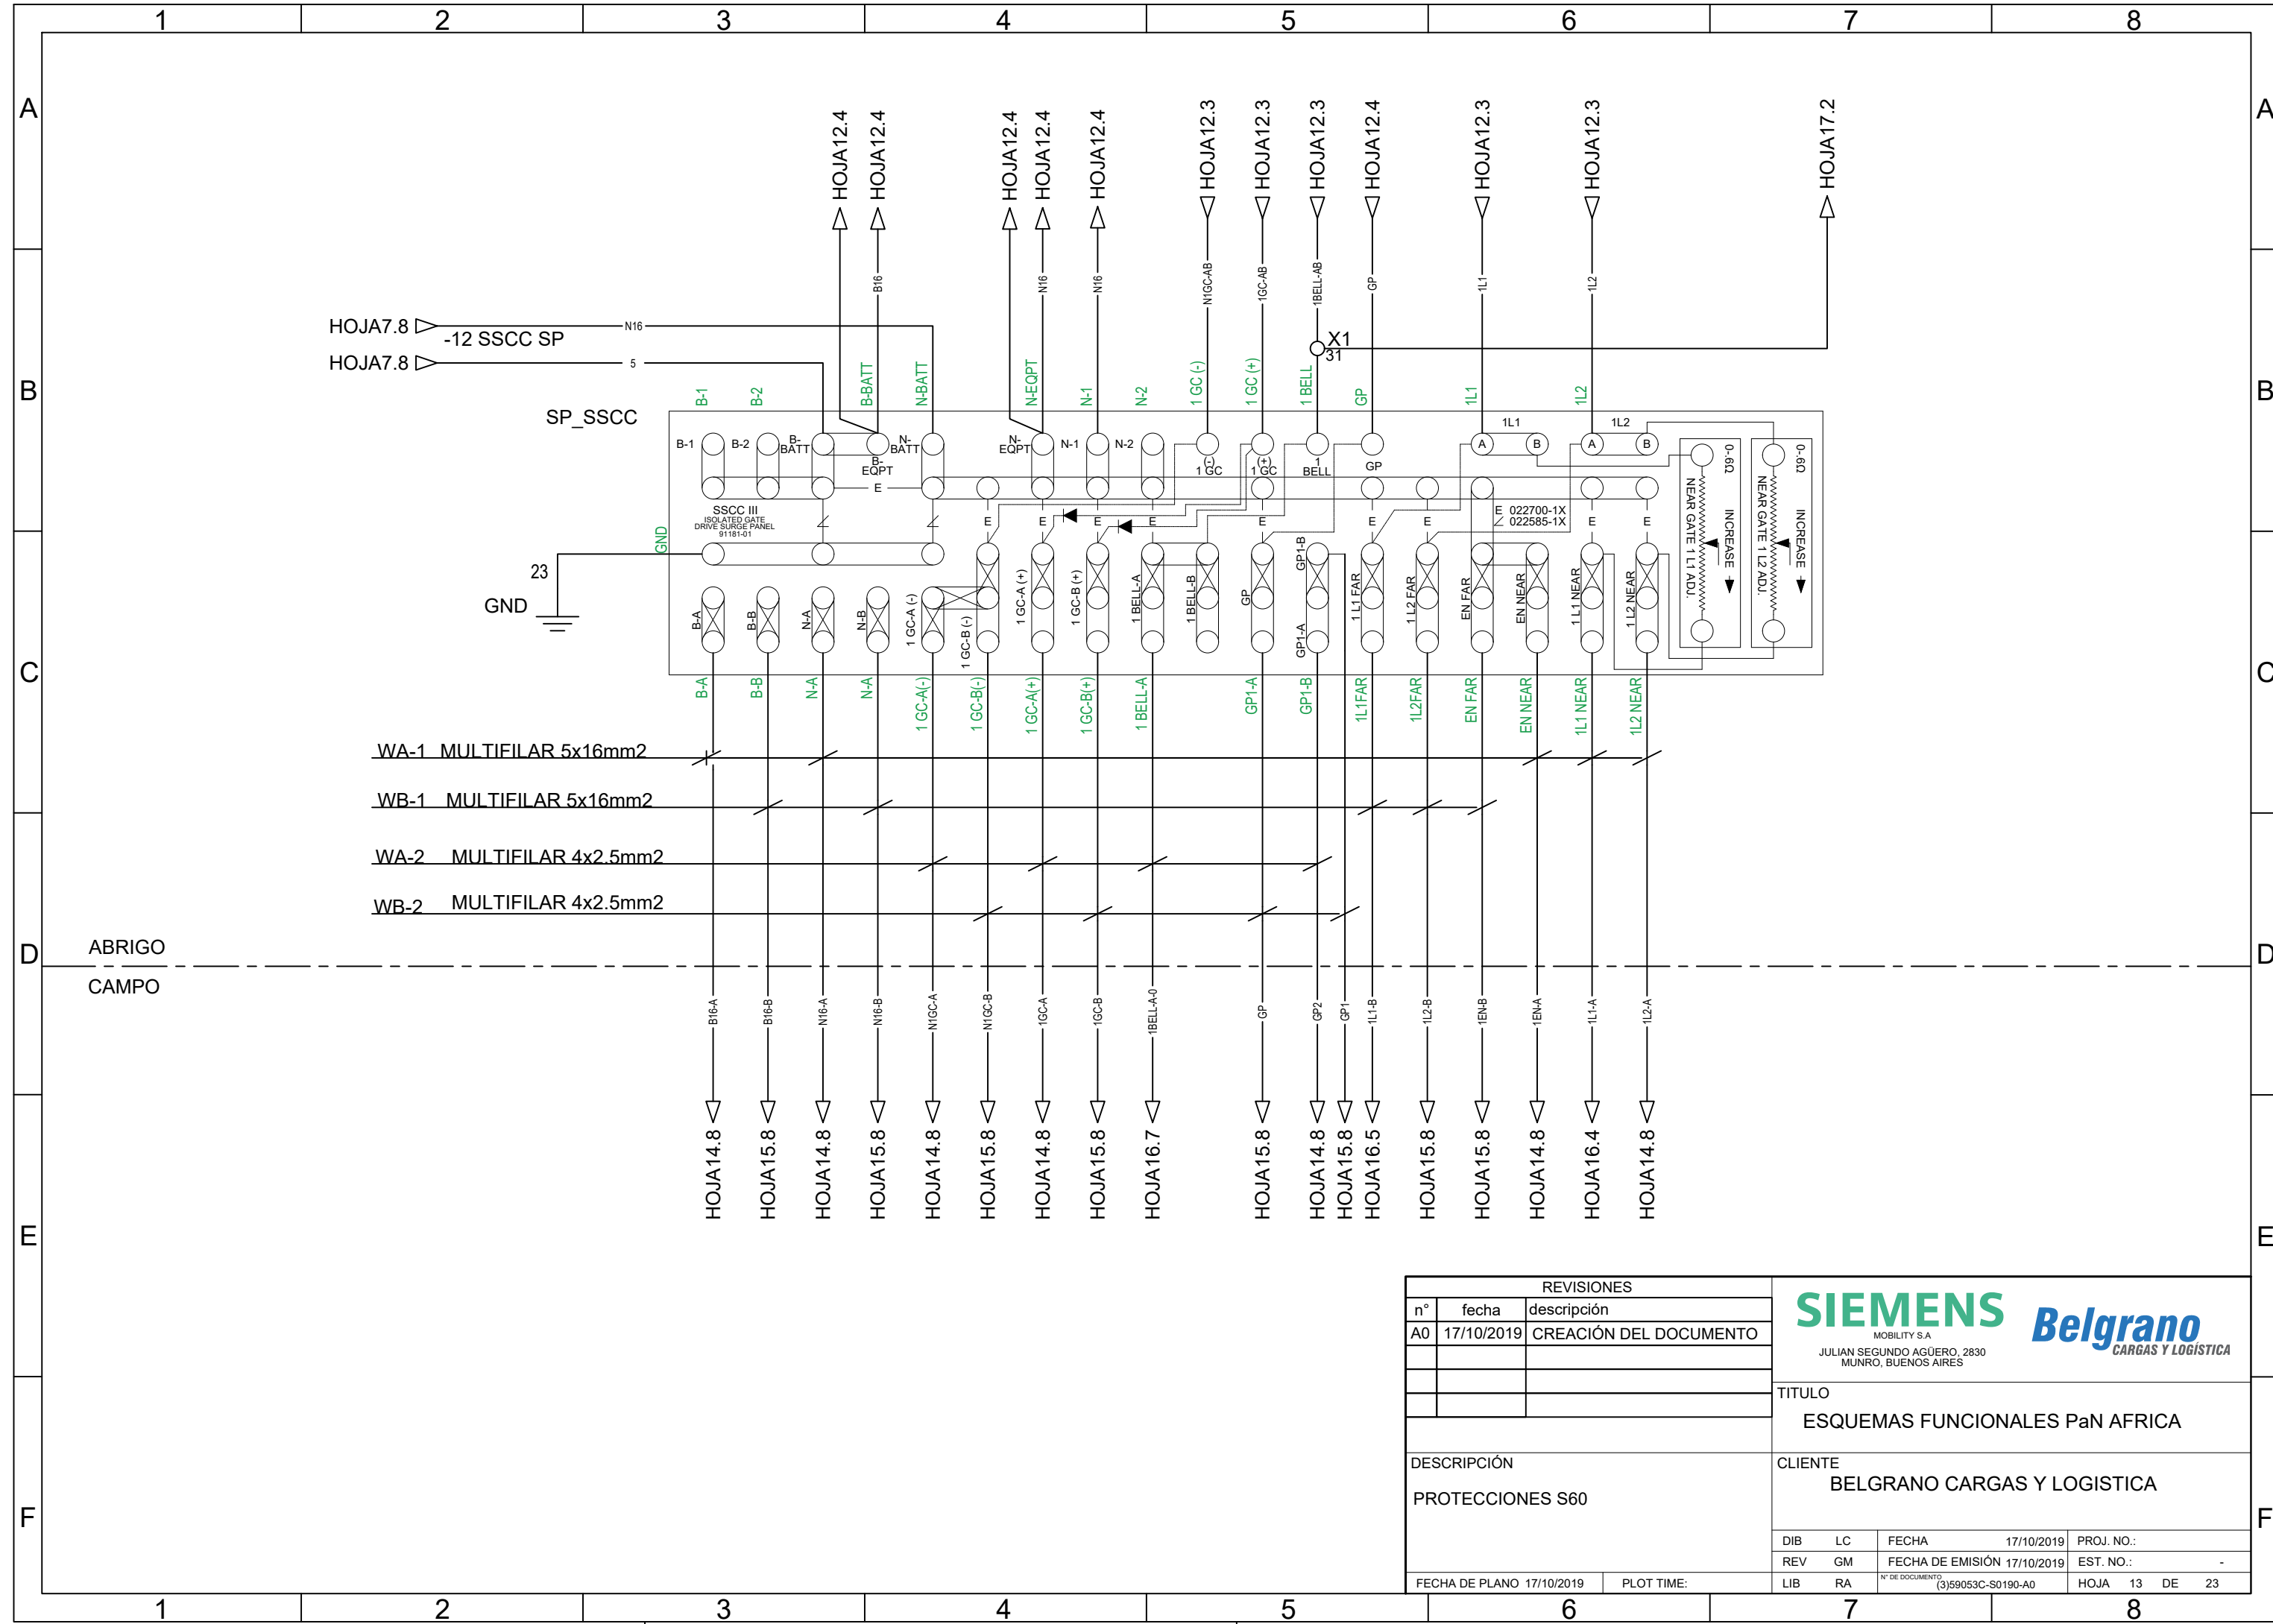 1 2 3 4 5 6 7 8
A
A
B
B
C
C
D
D
E
E
F
F
HOJA12.4
HOJA12.4
HOJA12.4
HOJA12.4
HOJA12.4
HOJA12.3
HOJA12.3
HOJA12.3
HOJA12.4
HOJA12.3
HOJA12.3
HOJA17.2
B16
N16
N16
N1GC-AB
1GC-AB
1BELL-AB
GP
1L1
1L2
HOJA7.8
N16
-12 SSCC SP
HOJA7.8
5
X1
31
B-1
B-2
B-BATT
N-BATT
N-EQPT
N-1
N-2
1 GC (-)
1 GC (+)
1 BELL
GP
1L1
1L2
SP_SSCC
B-1
B-2
B-
BATT
B-
EQPT
N-
BATT
N-
EQPT
N-1
N-2
(-)
1 GC
(+)
1 GC
1
BELL
GP
1L1
A
B
1L2
A
B
E
SSCC III
ISOLATED GATE
DRIVE SURGE PANEL
91181-01
E
E
E
E
E
E
E
E
E
E 022700-1X
022585-1X
0-.6Ω
NEAR GATE 1 L1 ADJ.
INCREASE
0-.6Ω
NEAR GATE 1 L2 ADJ.
INCREASE
GND
23
GND
B-A
B-B
N-A
N-B
1 GC-A (-)
1 GC-B (-)
1 GC-A (+)
1 GC-B (+)
1 BELL-A
1 BELL-B
GP
GP1-B
GP1-A
1 L1 FAR
1 L2 FAR
EN FAR
EN NEAR
1 L1 NEAR
1 L2 NEAR
B-A
B-B
N-A
N-A
1 GC-A(-)
1 GC-B(-)
1 GC-A(+)
1 GC-B(+)
1 BELL-A
GP1-A
GP1-B
1L1FAR
1L2FAR
EN FAR
EN NEAR
1L1 NEAR
1L2 NEAR
WA-1 MULTIFILAR 5x16mm2
WB-1 MULTIFILAR 5x16mm2
WA-2 MULTIFILAR 4x2.5mm2
WB-2 MULTIFILAR 4x2.5mm2
ABRIGO
CAMPO
B16-A
B16-B
N16-A
N16-B
N1GC-A
N1GC-B
1GC-A
1GC-B
1BELL-A-0
GP
GP2
GP1
1L1-B
1L2-B
1EN-B
1EN-A
1L1-A
1L2-A
HOJA14.8
HOJA15.8
HOJA14.8
HOJA15.8
HOJA14.8
HOJA15.8
HOJA14.8
HOJA15.8
HOJA16.7
HOJA15.8
HOJA14.8
HOJA15.8
HOJA16.5
HOJA15.8
HOJA15.8
HOJA14.8
HOJA16.4
HOJA14.8
REVISIONES
n° fecha descripción
A0 17/10/2019 CREACIÓN DEL DOCUMENTO
SIEMENS
MOBILITY S.A
JULIAN SEGUNDO AGÜERO, 2830
MUNRO, BUENOS AIRES
Belgrano
CARGAS Y LOGÍSTICA
TITULO
ESQUEMAS FUNCIONALES PaN AFRICA
DESCRIPCIÓN
PROTECCIONES S60
CLIENTE
BELGRANO CARGAS Y LOGISTICA
DIB LC FECHA 17/10/2019 PROJ. NO.:
REV GM FECHA DE EMISIÓN 17/10/2019 EST. NO.: -
FECHA DE PLANO 17/10/2019 PLOT TIME: LIB RA N° DE DOCUMENTO (3)59053C-S0190-A0 HOJA 13 DE 23
1 2 3 4 5 6 7 8